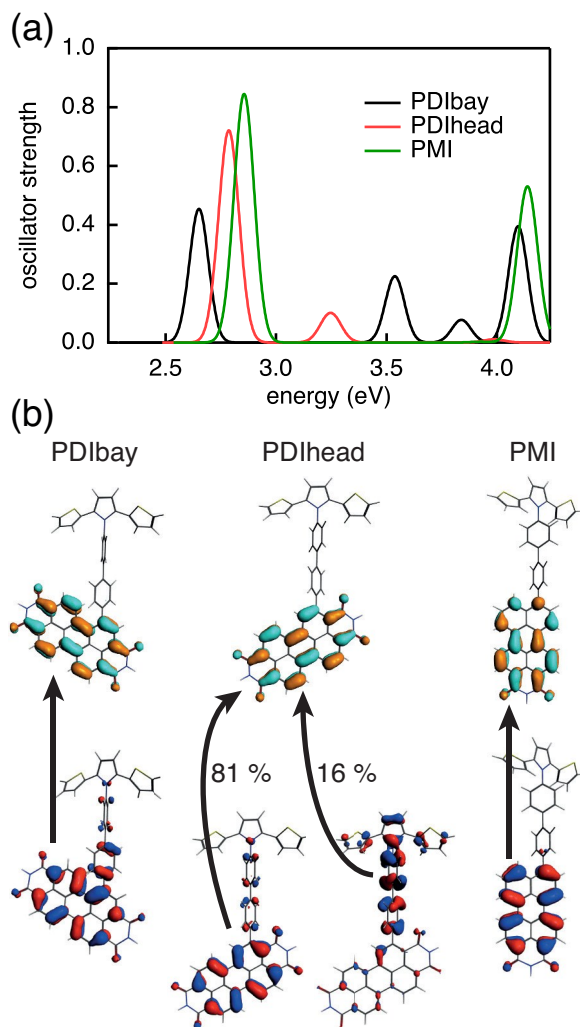 (a)
oscillator strength
1.0
0.8
0.6
0.4
0.2
0.0
PDIbay
PDIhead
PMI
2.5 3.0 3.5 4.0
energy (eV)
(b)
PDIbay PDIhead PMI
81 % 16 %